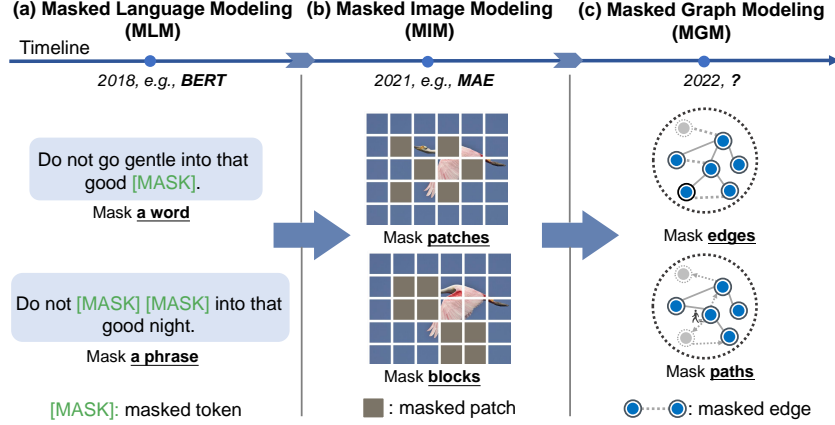 (a) Masked Language Modeling (MLM)
(b) Masked Image Modeling (MIM)
(c) Masked Graph Modeling (MGM)
Timeline
2018, e.g., BERT
2021, e.g., MAE
2022, ?
Do not go gentle into that
good [MASK].
Mask a word
Mask patches
Mask edges
Do not [MASK] [MASK] into that
good night.
Mask a phrase
Mask blocks
Mask paths
[MASK]: masked token
: masked patch
: masked edge